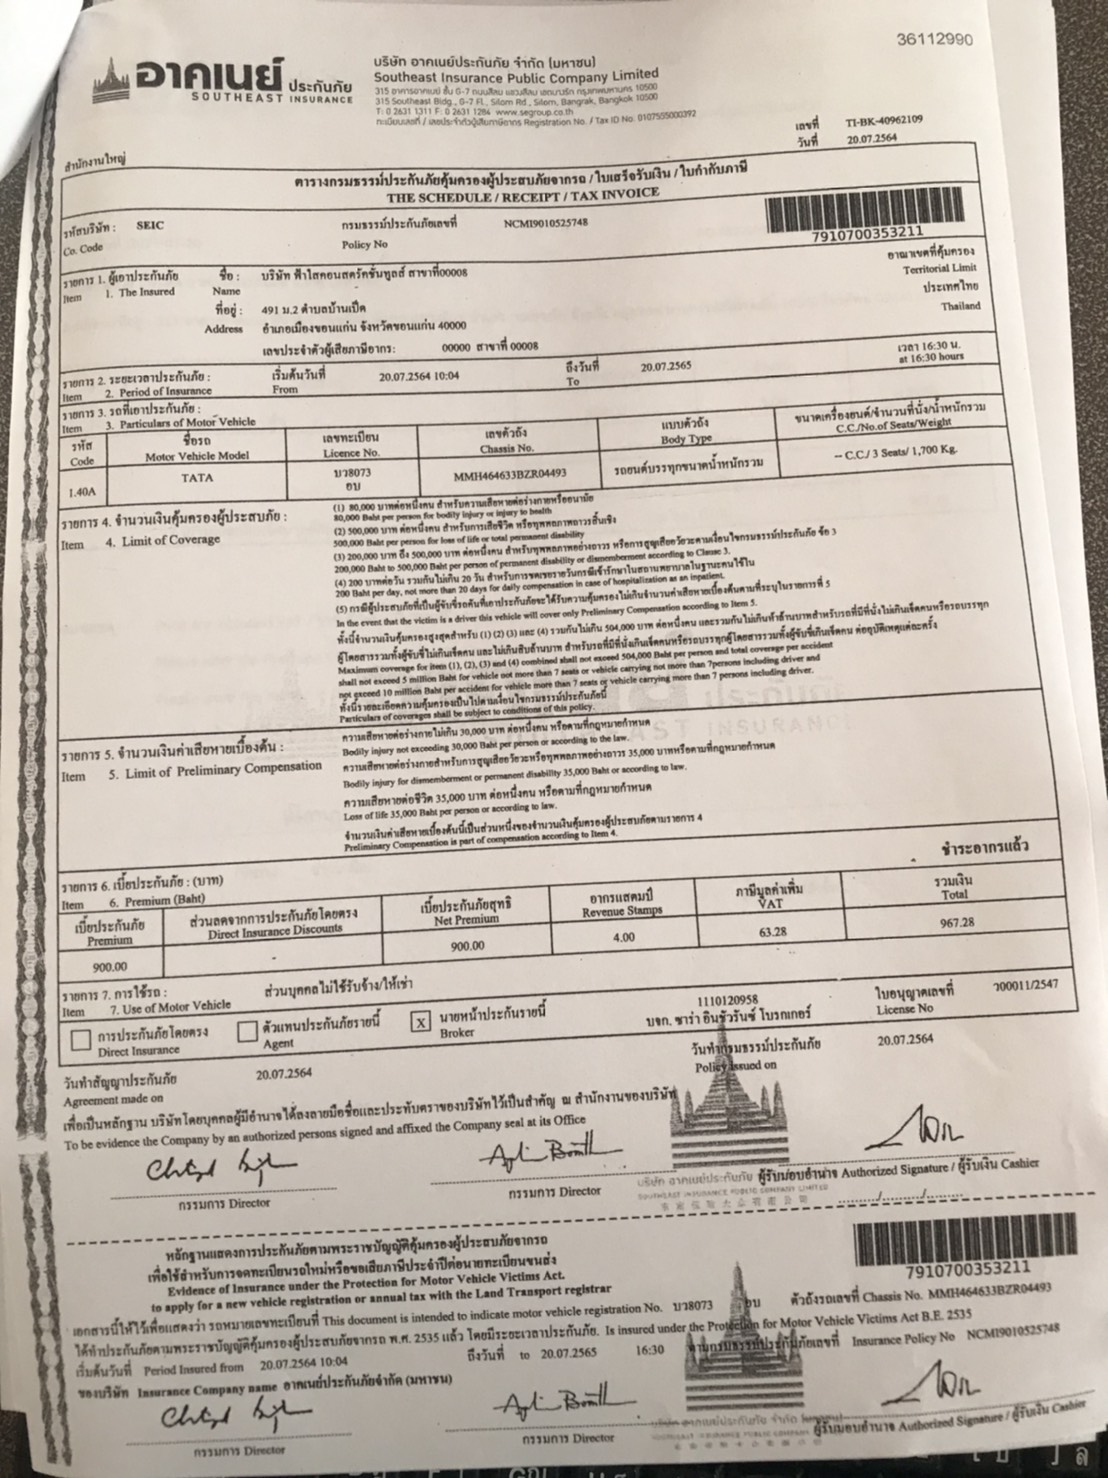 36112990
อาคเนย์ ประกันภัย
SOUTHEAST INSURANCE
บริษัท อาคเนย์ประกันภัย จำกัด (มหาชน)
Southeast Insurance Public Company Limited
315 อาคารอาคเนย์ ชั้น G-7 ถนนสีลม แขวงสีลม เขตบางรัก กรุงเทพมหานคร 10500
315 Southeast Bldg., G-7 Fl., Silom Rd., Silom, Bangrak, Bangkok 10500
T: 0 2631 1311 F: 0 2631 1284 www.segroup.co.th
ทะเบียนเลขที่ / เลขประจำตัวผู้เสียภาษีอากร Registration No. / Tax ID No. 0107555000392
เลขที่ TI-BK-40962109
วันที่ 20.07.2564
สำนักงานใหญ่
ตารางกรมธรรม์ประกันภัยคุ้มครองผู้ประสบภัยจากรถ / ใบเสร็จรับเงิน / ใบกำกับภาษี
THE SCHEDULE / RECEIPT / TAX INVOICE
รหัสบริษัท : SEIC กรมธรรม์ประกันภัยเลขที่ NCMI9010525748
Co. Code Policy No
7910700353211
รายการ 1. ผู้เอาประกันภัย ชื่อ : บริษัท ฟ้าใสคอนสตรัคชั่นทูลส์ สาขาที่00008 อาณาเขตที่คุ้มครอง
Item 1. The Insured Name Territorial Limit
ที่อยู่ : 491 ม.2 ตำบลบ้านเป็ด ประเทศไทย
Address อำเภอเมืองขอนแก่น จังหวัดขอนแก่น 40000 Thailand
เลขประจำตัวผู้เสียภาษีอากร: 00000 สาขาที่ 00008
รายการ 2. ระยะเวลาประกันภัย : เริ่มต้นวันที่ 20.07.2564 10:04 ถึงวันที่ 20.07.2565 เวลา 16:30 น.
Item 2. Period of Insurance From To at 16:30 hours
รายการ 3. รถที่เอาประกันภัย :
Item 3. Particulars of Motor Vehicle
รหัส ชื่อรถ เลขทะเบียน เลขตัวถัง แบบตัวถัง ขนาดเครื่องยนต์/จำนวนที่นั่ง/น้ำหนักรวม
Code Motor Vehicle Model Licence No. Chassis No. Body Type C.C./No.of Seats/Weight
1.40A TATA บว8073 MMH464633BZR04493 รถยนต์บรรทุกขนาดน้ำหนักรวม -- C.C./ 3 Seats/ 1,700 Kg.
อบ
รายการ 4. จำนวนเงินคุ้มครองผู้ประสบภัย :
Item 4. Limit of Coverage
(1) 80,000 บาทต่อหนึ่งคน สำหรับความเสียหายต่อร่างกายหรืออนามัย
80,000 Baht per person for bodily injury or injury to health
(2) 500,000 บาท ต่อหนึ่งคน สำหรับการเสียชีวิต หรือทุพพลภาพถาวรสิ้นเชิง
500,000 Baht per person for loss of life or total permanent disability
(3) 200,000 บาท ถึง 500,000 บาท ต่อหนึ่งคน สำหรับทุพพลภาพอย่างถาวร หรือการสูญเสียอวัยวะตามเงื่อนไขกรมธรรม์ประกันภัย ข้อ 3
200,000 Baht to 500,000 Baht per person of permanent disability or dismemberment according to Clause 3.
(4) 200 บาทต่อวัน รวมกันไม่เกิน 20 วัน สำหรับการชดเชยรายวันกรณีเข้ารักษาในสถานพยาบาลในฐานะคนไข้ใน
200 Baht per day, not more than 20 days for daily compensation in case of hospitalization as an inpatient.
(5) กรณีผู้ประสบภัยที่เป็นผู้ขับขี่รถคันที่เอาประกันภัยจะได้รับความคุ้มครองไม่เกินจำนวนค่าเสียหายเบื้องต้นตามที่ระบุในรายการที่ 5
In the event that the victim is a driver this vehicle will cover only Preliminary Compensation according to Item 5.
ทั้งนี้จำนวนเงินคุ้มครองสูงสุดสำหรับ (1) (2) (3) และ (4) รวมกันไม่เกิน 504,000 บาท ต่อหนึ่งคน และรวมกันไม่เกินห้าล้านบาทสำหรับรถที่มีที่นั่งไม่เกินเจ็ดคนหรือรถบรรทุก
ผู้โดยสารรวมทั้งผู้ขับขี่ไม่เกินเจ็ดคน และไม่เกินสิบล้านบาท สำหรับรถที่มีที่นั่งเกินเจ็ดคนหรือรถบรรทุกผู้โดยสารรวมทั้งผู้ขับขี่เกินเจ็ดคน ต่ออุบัติเหตุแต่ละครั้ง
Maximum coverage for item (1), (2), (3) and (4) combined shall not exceed 504,000 Baht per person and total coverage per accident
shall not exceed 5 million Baht for vehicle not more than 7 seats or vehicle carrying not more than 7persons including driver and
not exceed 10 million Baht per accident for vehicle more than 7 seats or vehicle carrying more than 7 persons including driver.
ทั้งนี้รายละเอียดความคุ้มครองเป็นไปตามเงื่อนไขกรมธรรม์ประกันภัยนี้
Particulars of coverages shall be subject to conditions of this policy.
รายการ 5. จำนวนเงินค่าเสียหายเบื้องต้น :
Item 5. Limit of Preliminary Compensation
ความเสียหายต่อร่างกายไม่เกิน 30,000 บาท ต่อหนึ่งคน หรือตามที่กฎหมายกำหนด
Bodily injury not exceeding 30,000 Baht per person or according to the law.
ความเสียหายต่อร่างกายสำหรับการสูญเสียอวัยวะหรือทุพพลภาพอย่างถาวร 35,000 บาทหรือตามที่กฎหมายกำหนด
Bodily injury for dismemberment or permanent disability 35,000 Baht or according to law.
ความเสียหายต่อชีวิต 35,000 บาท ต่อหนึ่งคน หรือตามที่กฎหมายกำหนด
Loss of life 35,000 Baht per person or according to law.
จำนวนเงินค่าเสียหายเบื้องต้นนี้เป็นส่วนหนึ่งของจำนวนเงินคุ้มครองผู้ประสบภัยตามรายการ 4
Preliminary Compensation is part of compensation according to Item 4.
ชำระอากรแล้ว
รายการ 6. เบี้ยประกันภัย : (บาท)
Item 6. Premium (Baht)
เบี้ยประกันภัย ส่วนลดจากการประกันภัยโดยตรง เบี้ยประกันภัยสุทธิ อากรแสตมป์ ภาษีมูลค่าเพิ่ม รวมเงิน
Premium Direct Insurance Discounts Net Premium Revenue Stamps VAT Total
900.00 - 900.00 4.00 63.28 967.28
รายการ 7. การใช้รถ : ส่วนบุคคลไม่ใช้รับจ้าง/ให้เช่า
Item 7. Use of Motor Vehicle
การประกันภัยโดยตรง ตัวแทนประกันภัยรายนี้ X นายหน้าประกันรายนี้ 1110120958 ใบอนุญาตเลขที่ ว00011/2547
Direct Insurance Agent Broker บจก. ซาร่า อินชัวรันซ์ โบรกเกอร์ License No
วันทำสัญญาประกันภัย 20.07.2564 วันทำกรมธรรม์ประกันภัย 20.07.2564
Agreement made on Policy Issued on
เพื่อเป็นหลักฐาน บริษัทโดยบุคคลผู้มีอำนาจได้ลงลายมือชื่อและประทับตราของบริษัทไว้เป็นสำคัญ ณ สำนักงานของบริษัท
To be evidence the Company by an authorized persons signed and affixed the Company seal at its Office
กรรมการ Director กรรมการ Director ผู้รับมอบอำนาจ Authorized Signature / ผู้รับเงิน Cashier
บริษัท อาคเนย์ประกันภัย
SOUTHEAST INSURANCE PUBLIC COMPANY LIMITED
......../......../........
หลักฐานแสดงการประกันภัยตามพระราชบัญญัติคุ้มครองผู้ประสบภัยจากรถ
เพื่อใช้สำหรับการจดทะเบียนรถใหม่หรือขอเสียภาษีประจำปีต่อนายทะเบียนขนส่ง
Evidence of Insurance under the Protection for Motor Vehicle Victims Act.
to apply for a new vehicle registration or annual tax with the Land Transport registrar
7910700353211
เอกสารนี้ให้ไว้เพื่อแสดงว่า รถหมายเลขทะเบียนที่ This document is intended to indicate motor vehicle registration No. บว8073 อบ ตัวถังรถเลขที่ Chassis No. MMH464633BZR04493
ได้ทำประกันภัยตามพระราชบัญญัติคุ้มครองผู้ประสบภัยจากรถ พ.ศ. 2535 แล้ว โดยมีระยะเวลาประกันภัย. Is insured under the Protection for Motor Vehicle Victims Act B.E. 2535
เริ่มต้นวันที่ Period Insured from 20.07.2564 10:04 ถึงวันที่ to 20.07.2565 16:30 ตามกรมธรรม์ประกันภัยเลขที่ Insurance Policy No NCMI9010525748
ของบริษัท Insurance Company name อาคเนย์ประกันภัยจำกัด (มหาชน)
กรรมการ Director กรรมการ Director ผู้รับมอบอำนาจ Authorized Signature / ผู้รับเงิน Cashier